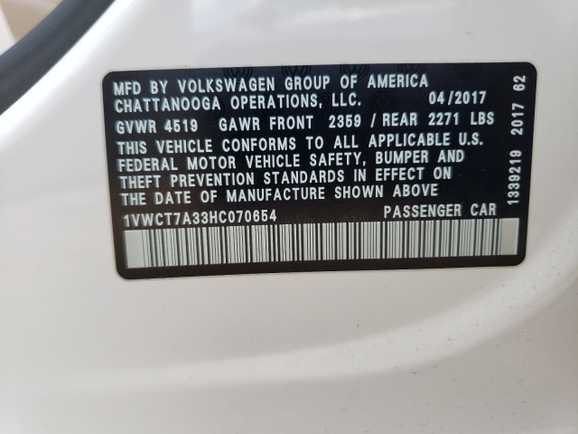 MFD BY VOLKSWAGEN GROUP OF AMERICA
CHATTANOOGA OPERATIONS, LLC. 04/2017
GVWR 4519 GAWR FRONT 2359 / REAR 2271 LBS
THIS VEHICLE CONFORMS TO ALL APPLICABLE U.S.
FEDERAL MOTOR VEHICLE SAFETY, BUMPER AND
THEFT PREVENTION STANDARDS IN EFFECT ON
THE DATE OF MANUFACTURE SHOWN ABOVE
1VWCT7A33HC070654 PASSENGER CAR
1339219 2017 62